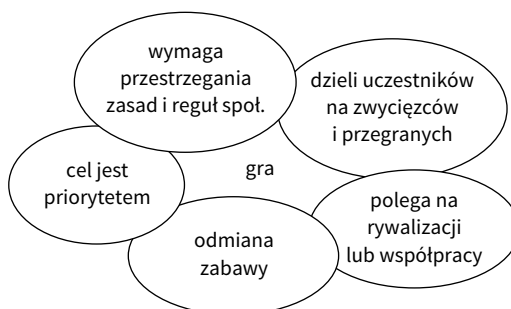 wymaga
przestrzegania
zasad i reguł społ.
dzieli uczestników
na zwycięzców
i przegranych
cel jest
priorytetem
gra
polega na
rywalizacji
lub współpracy
odmiana
zabawy